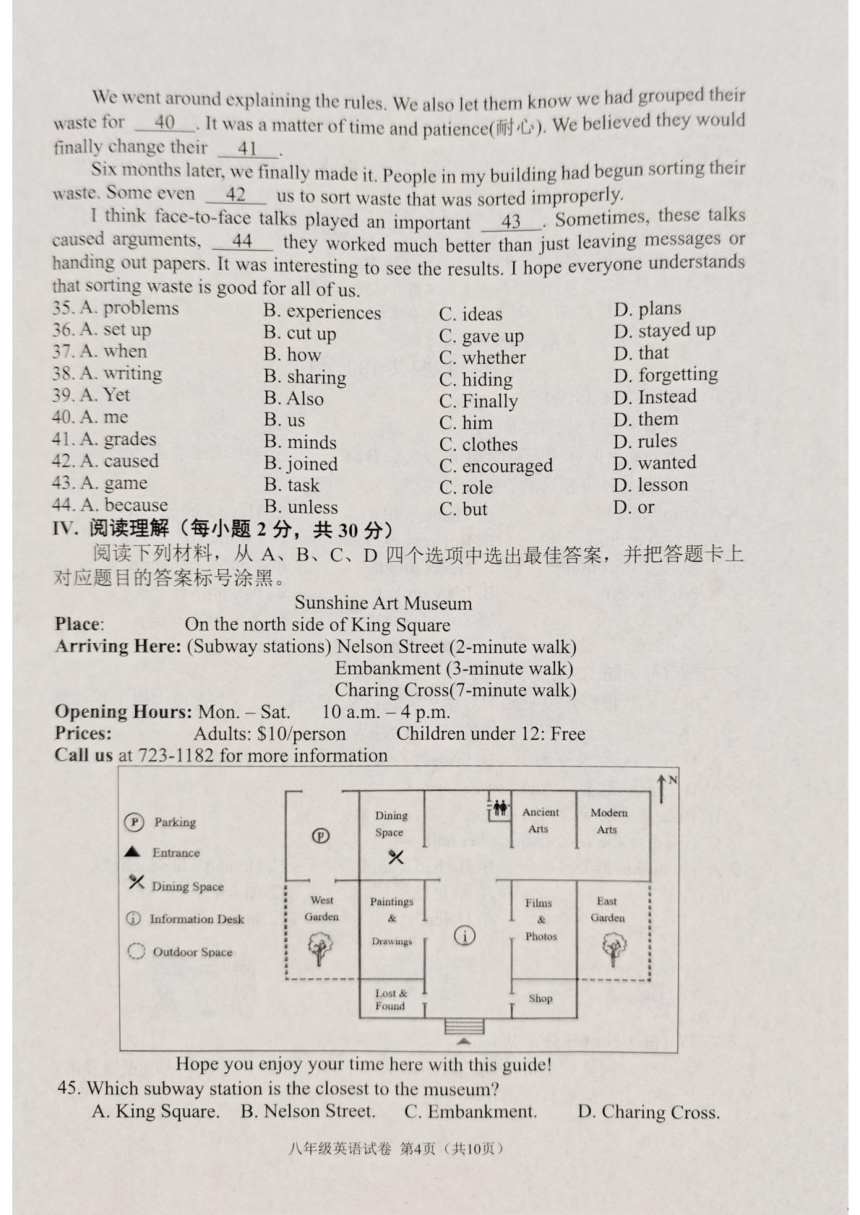 We went around explaining the rules. We also let them know we had grouped their
waste for 40 . It was a matter of time and patience(耐心). We believed they would
finally change their 41 .
Six months later, we finally made it. People in my building had begun sorting their
waste. Some even 42 us to sort waste that was sorted improperly.
I think face-to-face talks played an important 43 . Sometimes, these talks
caused arguments, 44 they worked much better than just leaving messages or
handing out papers. It was interesting to see the results. I hope everyone understands
that sorting waste is good for all of us.
35. A. problems B. experiences C. ideas D. plans
36. A. set up B. cut up C. gave up D. stayed up
37. A. when B. how C. whether D. that
38. A. writing B. sharing C. hiding D. forgetting
39. A. Yet B. Also C. Finally D. Instead
40. A. me B. us C. him D. them
41. A. grades B. minds C. clothes D. rules
42. A. caused B. joined C. encouraged D. wanted
43. A. game B. task C. role D. lesson
44. A. because B. unless C. but D. or
IV. 阅读理解（每小题 2 分，共 30 分）
阅读下列材料，从 A、B、C、D 四个选项中选出最佳答案，并把答题卡上
对应题目的答案标号涂黑。
Sunshine Art Museum
Place: On the north side of King Square
Arriving Here: (Subway stations) Nelson Street (2-minute walk)
Embankment (3-minute walk)
Charing Cross(7-minute walk)
Opening Hours: Mon. – Sat. 10 a.m. – 4 p.m.
Prices: Adults: $10/person Children under 12: Free
Call us at 723-1182 for more information
N
P Parking
Entrance
Dining Space
i Information Desk
Outdoor Space
P
Dining
Space
Ancient
Arts
Modern
Arts
West
Garden
Paintings
&
Drawings
i
Films
&
Photos
East
Garden
Lost &
Found
Shop
Hope you enjoy your time here with this guide!
45. Which subway station is the closest to the museum?
A. King Square. B. Nelson Street. C. Embankment. D. Charing Cross.
八年级英语试卷 第4页（共10页）